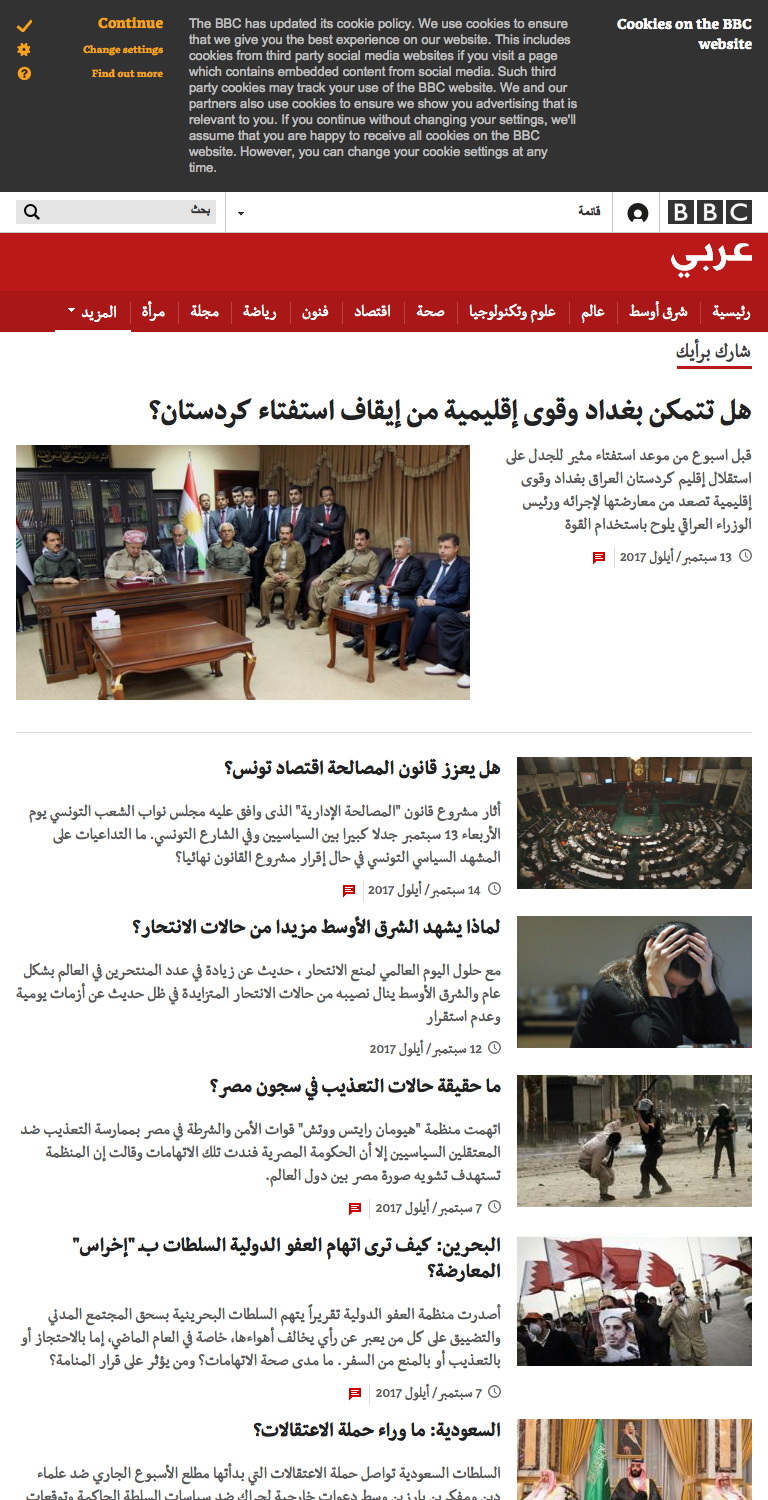 Cookies on the BBC
website
The BBC has updated its cookie policy. We use cookies to ensure
that we give you the best experience on our website. This includes
cookies from third party social media websites if you visit a page
which contains embedded content from social media. Such third
party cookies may track your use of the BBC website. We and our
partners also use cookies to ensure we show you advertising that is
relevant to you. If you continue without changing your settings, we'll
assume that you are happy to receive all cookies on the BBC
website. However, you can change your cookie settings at any
time.
Continue
Change settings
Find out more
BBC
قائمة
بحث
عربي
رئيسية شرق أوسط عالم علوم وتكنولوجيا صحة اقتصاد فنون رياضة مجلة مرأة المزيد
شارك برأيك
هل تتمكن بغداد وقوى إقليمية من إيقاف استفتاء كردستان؟
قبل اسبوع من موعد استفتاء مثير للجدل على
استقلال إقليم كردستان العراق بغداد وقوى
إقليمية تصعد من معارضتها لإجرائه ورئيس
الوزراء العراقي يلوح باستخدام القوة
13 سبتمبر/ أيلول 2017
هل يعزز قانون المصالحة اقتصاد تونس؟
أثار مشروع قانون "المصالحة الإدارية" الذى وافق عليه مجلس نواب الشعب التونسي يوم
الأربعاء 13 سبتمبر جدلا كبيرا بين السياسيين وفي الشارع التونسي. ما التداعيات على
المشهد السياسي التونسي في حال إقرار مشروع القانون نهائيا؟
14 سبتمبر/ أيلول 2017
لماذا يشهد الشرق الأوسط مزيدا من حالات الانتحار؟
مع حلول اليوم العالمي لمنع الانتحار ، حديث عن زيادة في عدد المنتحرين في العالم بشكل
عام والشرق الأوسط ينال نصيبه من حالات الانتحار المتزايدة في ظل حديث عن أزمات يومية
وعدم استقرار
12 سبتمبر/ أيلول 2017
ما حقيقة حالات التعذيب في سجون مصر؟
اتهمت منظمة "هيومان رايتس ووتش" قوات الأمن والشرطة في مصر بممارسة التعذيب ضد
المعتقلين السياسيين إلا أن الحكومة المصرية فندت تلك الاتهامات وقالت إن المنظمة
تستهدف تشويه صورة مصر بين دول العالم.
7 سبتمبر/ أيلول 2017
البحرين: كيف ترى اتهام العفو الدولية السلطات بـ "إخراس"
المعارضة؟
أصدرت منظمة العفو الدولية تقريراً يتهم السلطات البحرينية بسحق المجتمع المدني
والتضييق على كل من يعبر عن رأي يخالف أهواءها، خاصة في العام الماضي، إما بالاحتجاز أو
بالتعذيب أو بالمنع من السفر. ما مدى صحة الاتهامات؟ ومن يؤثر على قرار المنامة؟
7 سبتمبر/ أيلول 2017
السعودية: ما وراء حملة الاعتقالات؟
السلطات السعودية تواصل حملة الاعتقالات التي بدأتها مطلع الأسبوع الجاري ضد علماء
دين ومفكرين بارزين وسط دعوات خارجية لحراك ضد سياسات السلطة الحاكمة وتوقعات